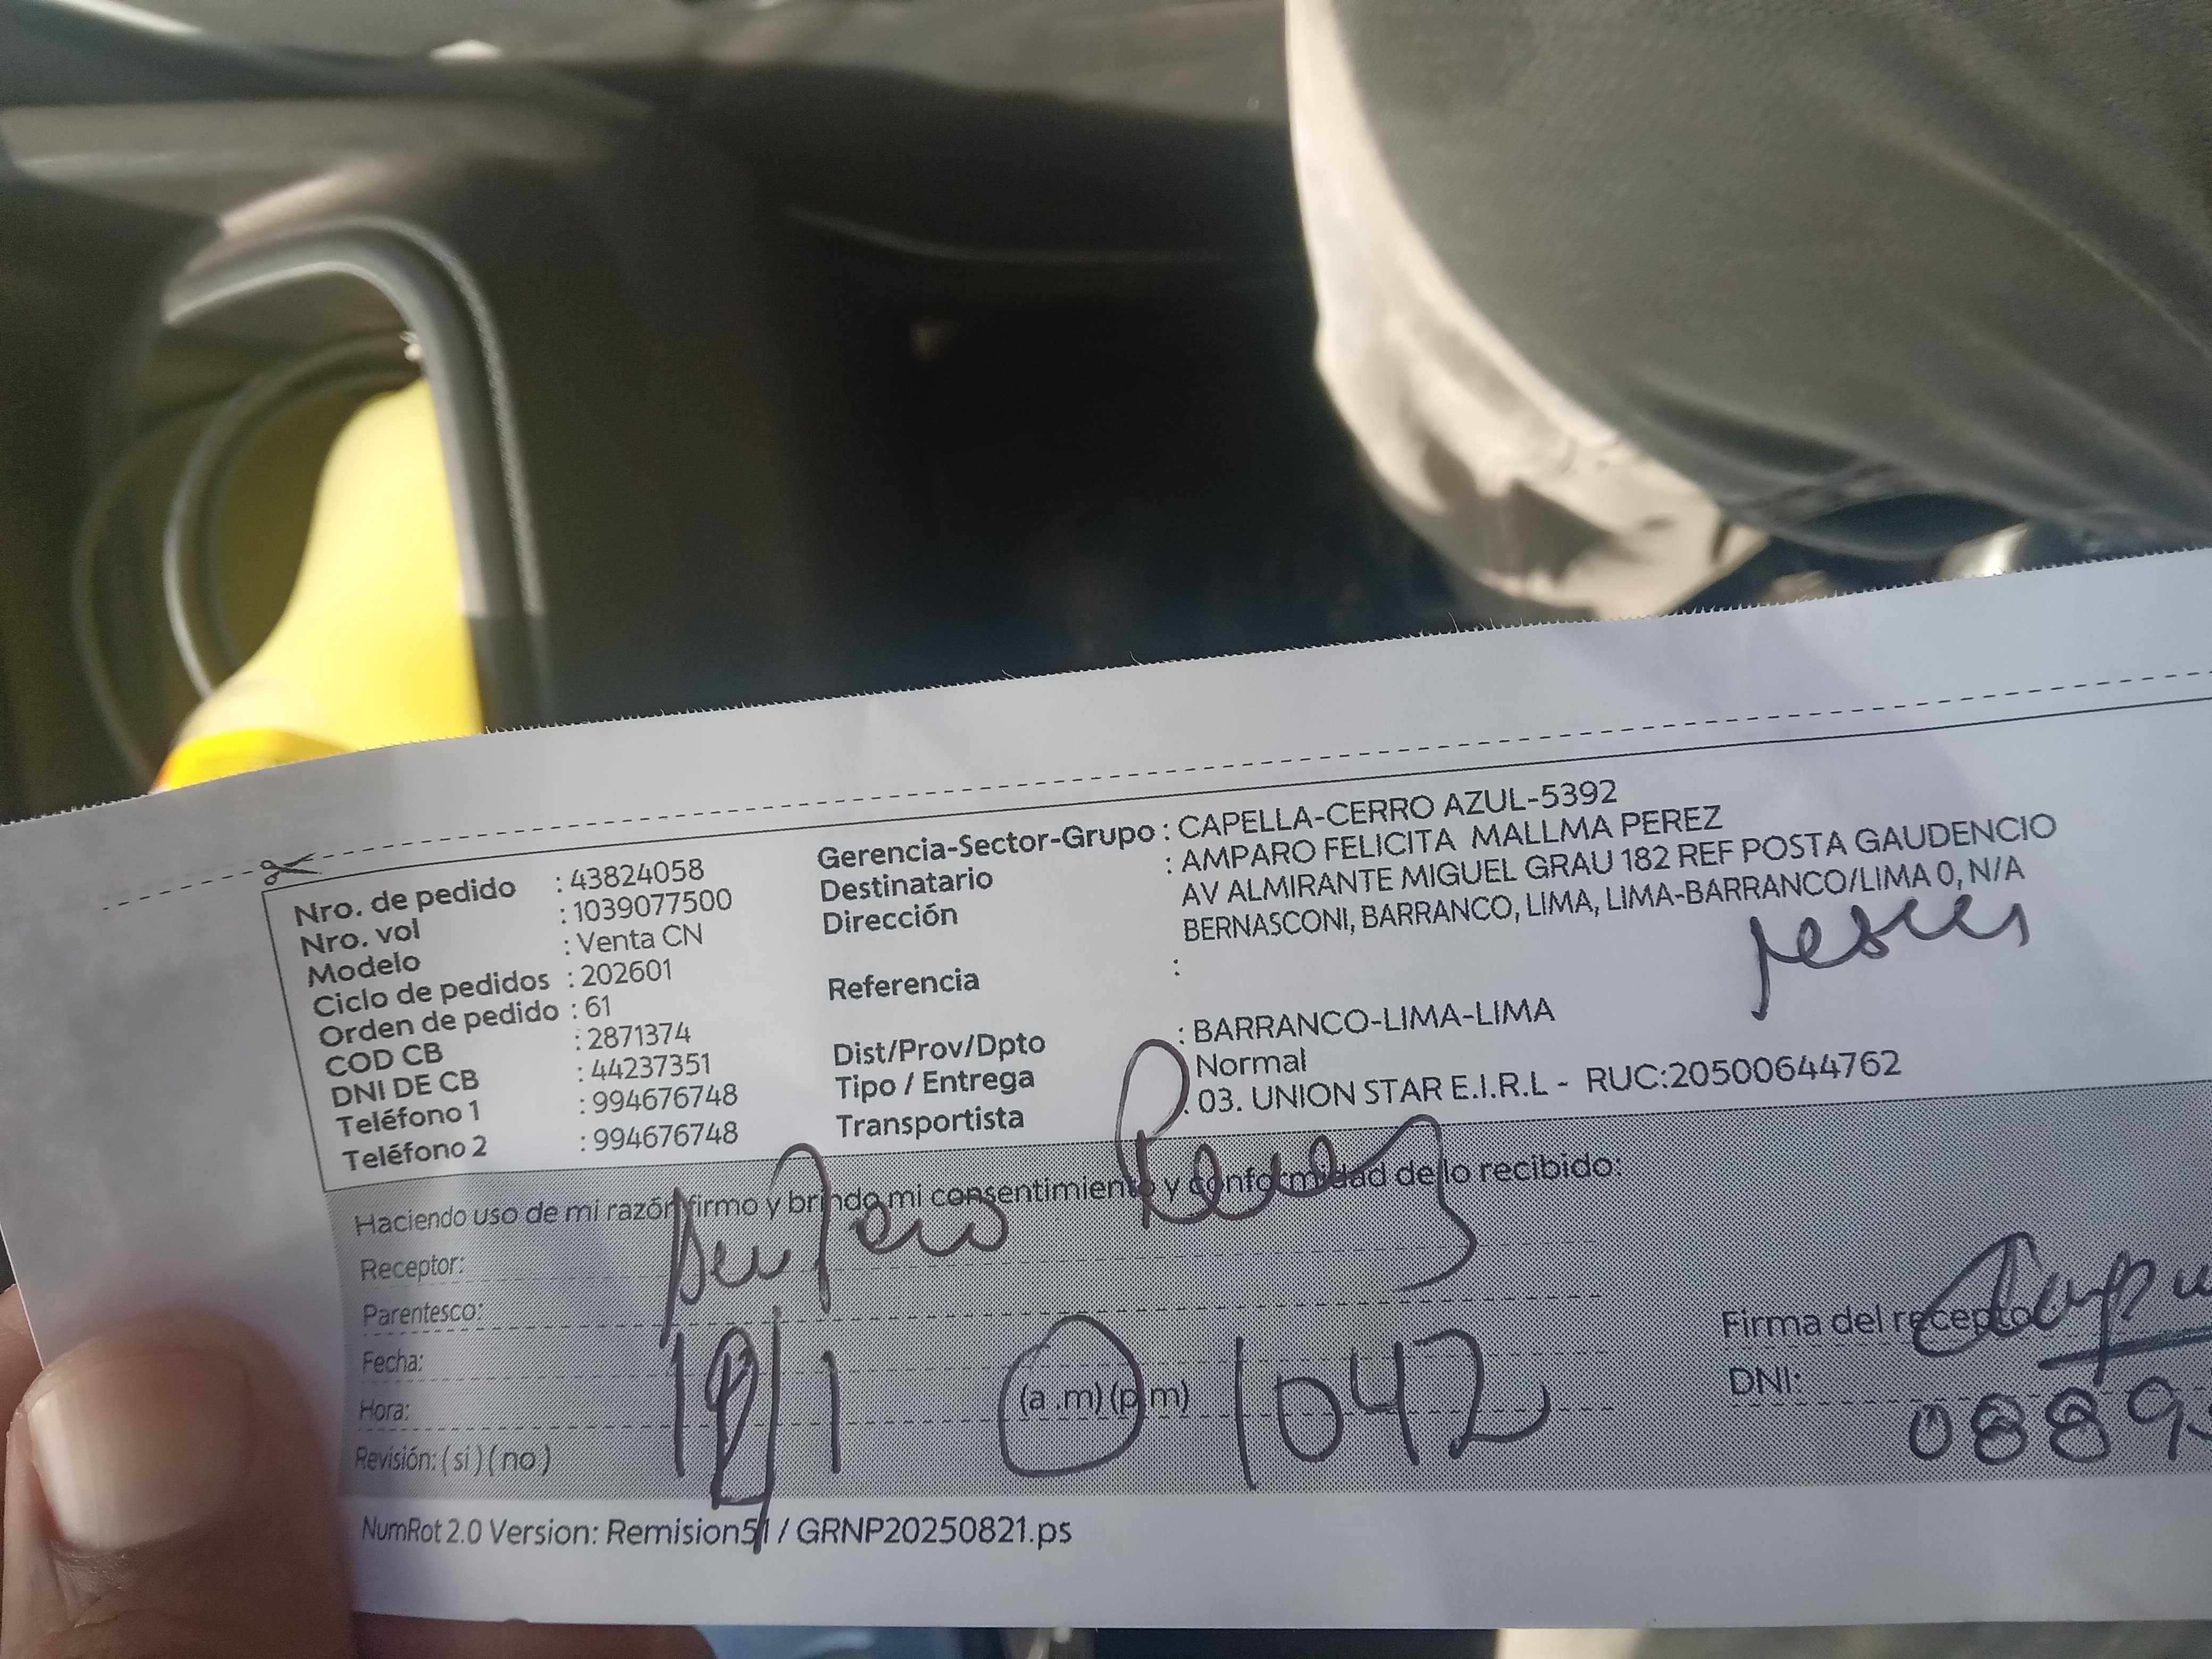 Nro. de pedido : 43824058
Nro. vol : 1039077500
Modelo : Venta CN
Ciclo de pedidos : 202601
Orden de pedido : 61
COD CB : 2871374
DNI DE CB : 44237351
Teléfono 1 : 994676748
Teléfono 2 : 994676748
Gerencia-Sector-Grupo : CAPELLA-CERRO AZUL-5392
Destinatario : AMPARO FELICITA MALLMA PEREZ
Dirección AV ALMIRANTE MIGUEL GRAU 182 REF POSTA GAUDENCIO
BERNASCONI, BARRANCO, LIMA, LIMA-BARRANCO/LIMA 0, N/A
Referencia :
Jesus
Dist/Prov/Dpto : BARRANCO-LIMA-LIMA
Tipo / Entrega Normal
Transportista : 03. UNION STAR E.I.R.L - RUC:20500644762
Haciendo uso de mi razón firmo y brindo mi consentimiento y conformidad de lo recibido:
Receptor:
Parentesco:
Fecha:
Hora: (a .m) (p.m) 1042
Revisión: ( si ) ( no )
Firma del receptor
DNI: 0889
NumRot 2.0 Version: Remision51 / GRNP20250821.ps